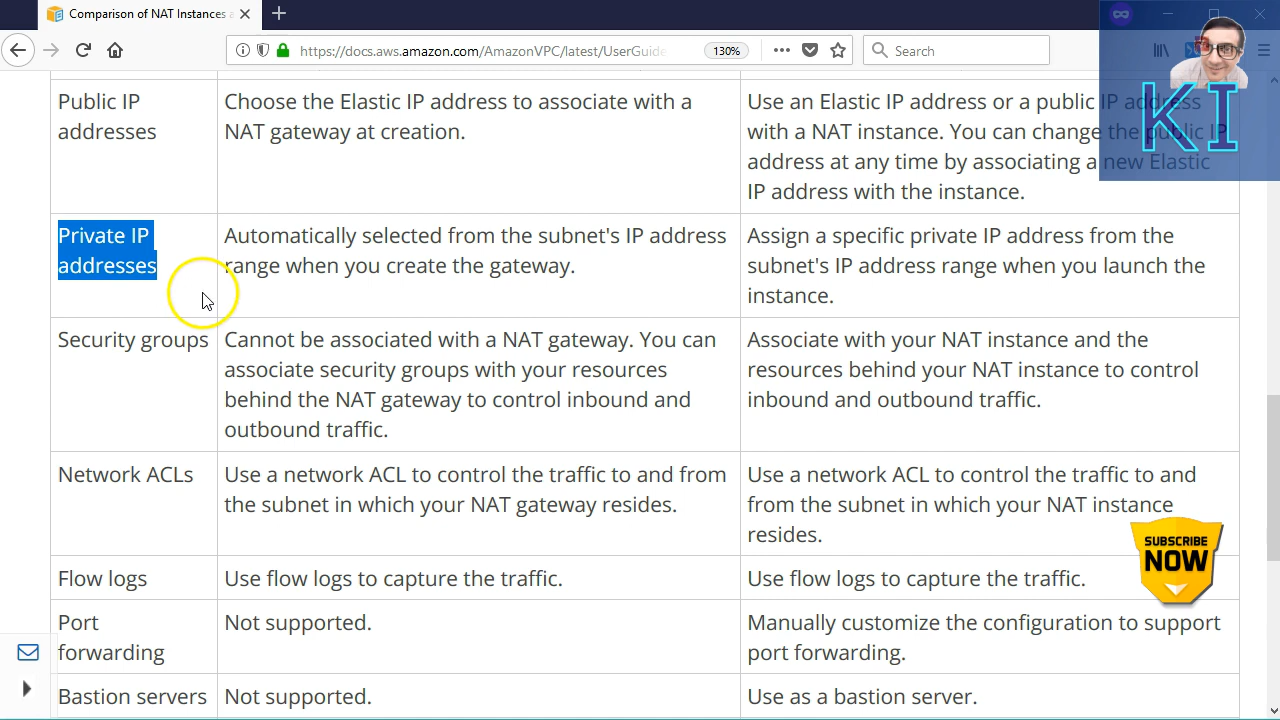 Comparison of NAT Instances a
https://docs.aws.amazon.com/AmazonVPC/latest/UserGuide
130%
Search
KI
Public IP
addresses
Choose the Elastic IP address to associate with a
NAT gateway at creation.
Use an Elastic IP address or a public IP address
with a NAT instance. You can change the public IP
address at any time by associating a new Elastic
IP address with the instance.
Private IP
addresses
Automatically selected from the subnet's IP address
range when you create the gateway.
Assign a specific private IP address from the
subnet's IP address range when you launch the
instance.
Security groups
Cannot be associated with a NAT gateway. You can
associate security groups with your resources
behind the NAT gateway to control inbound and
outbound traffic.
Associate with your NAT instance and the
resources behind your NAT instance to control
inbound and outbound traffic.
Network ACLs
Use a network ACL to control the traffic to and from
the subnet in which your NAT gateway resides.
Use a network ACL to control the traffic to and
from the subnet in which your NAT instance
resides.
SUBSCRIBE
NOW
Flow logs
Use flow logs to capture the traffic.
Use flow logs to capture the traffic.
Port
forwarding
Not supported.
Manually customize the configuration to support
port forwarding.
Bastion servers
Not supported.
Use as a bastion server.